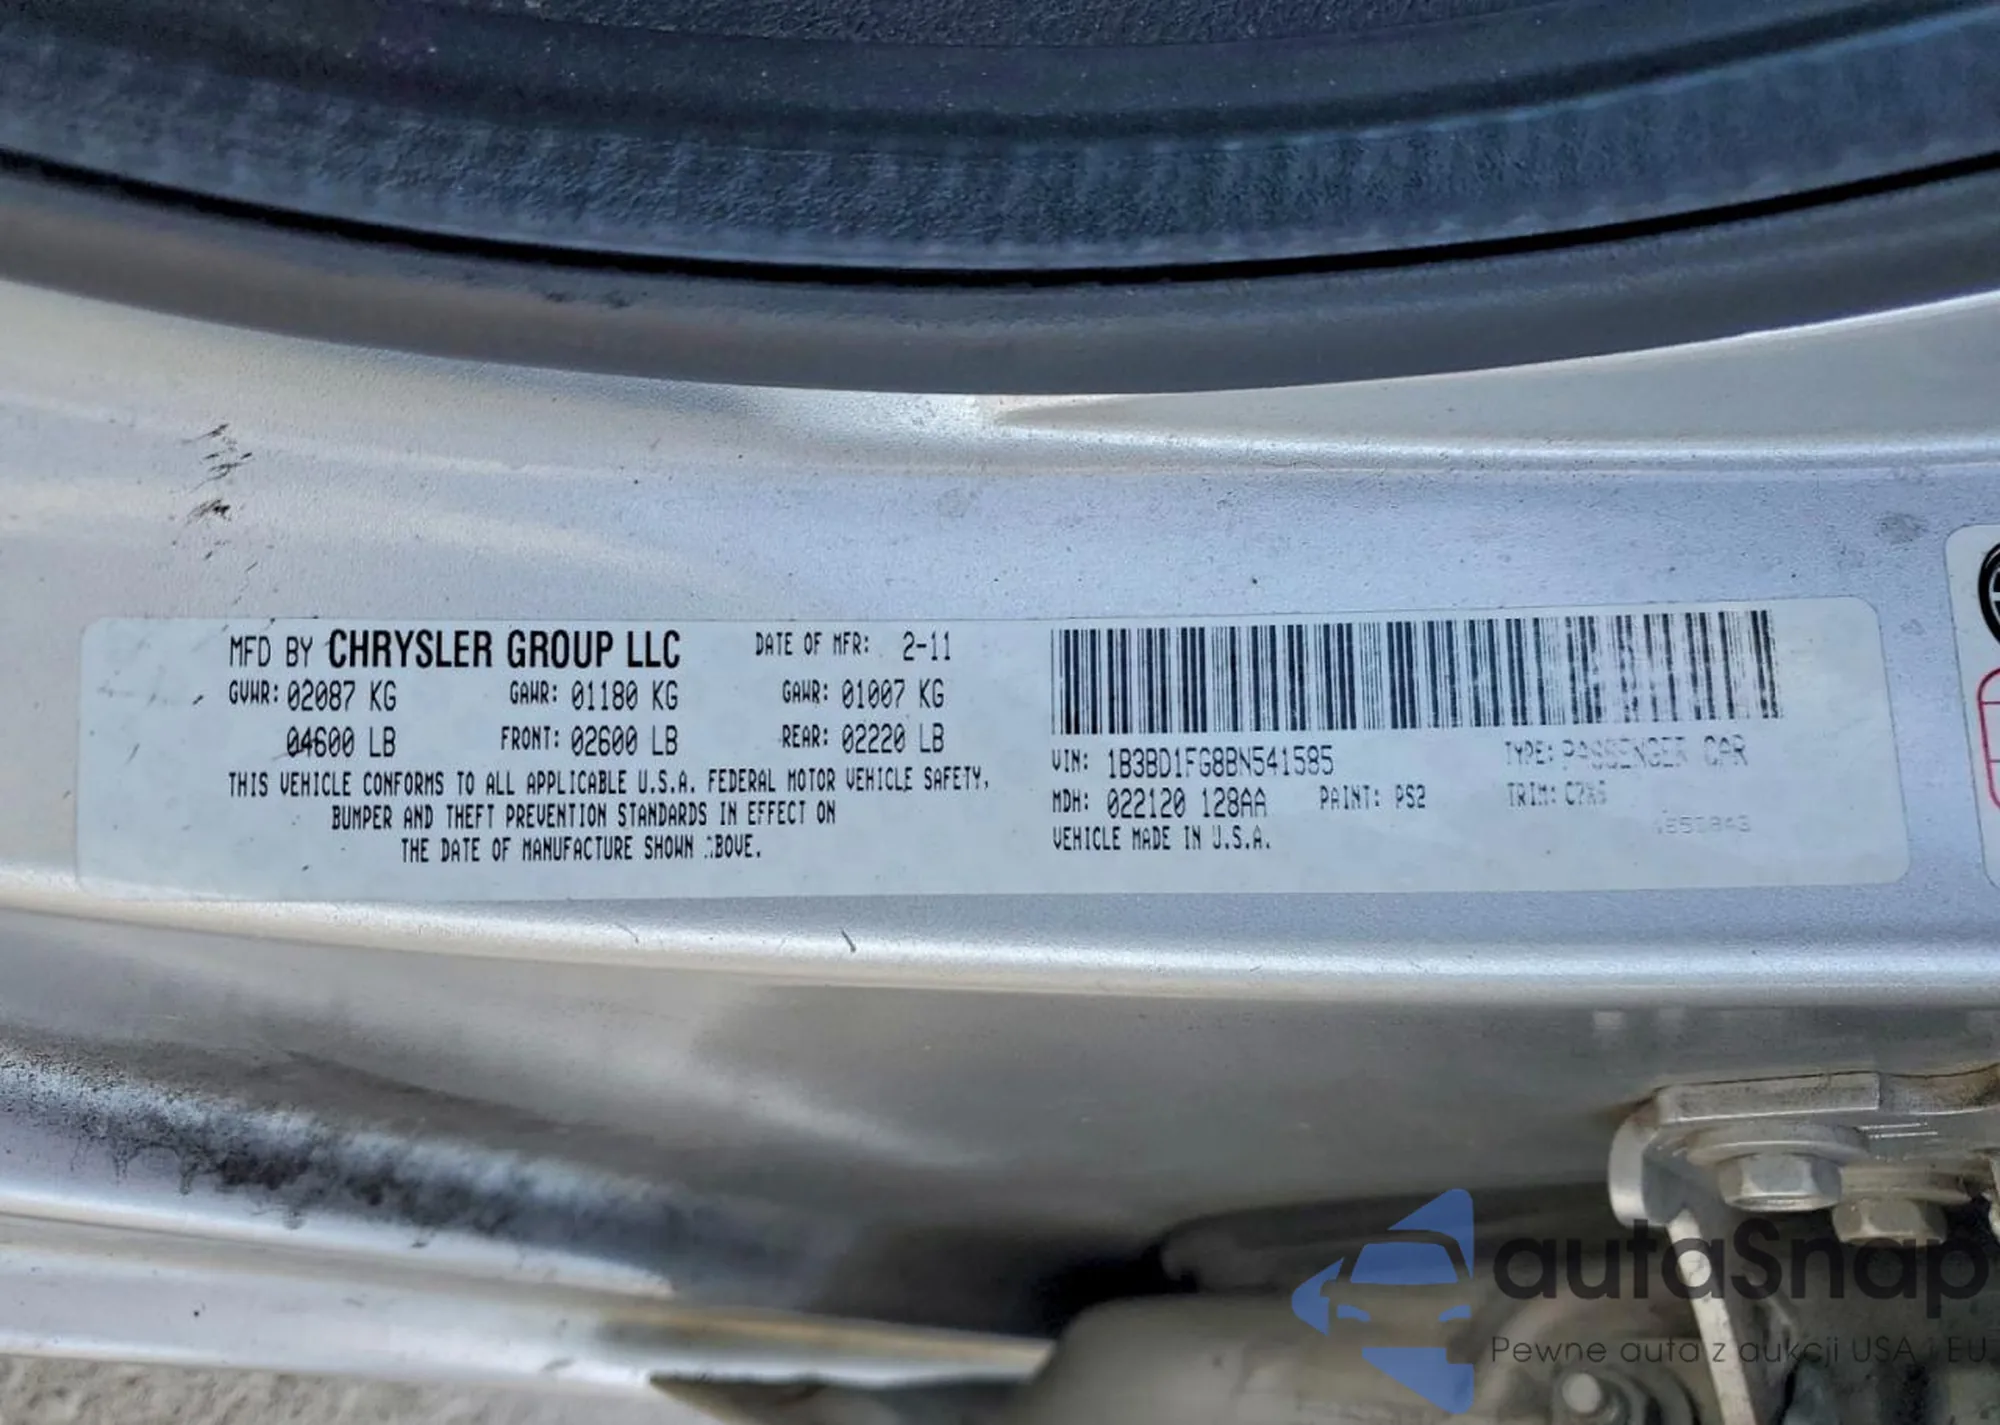 MFD BY CHRYSLER GROUP LLC DATE OF MFR: 2-11
GVWR: 02087 KG GAWR: 01180 KG GAWR: 01007 KG
04600 LB FRONT: 02600 LB REAR: 02220 LB
THIS VEHICLE CONFORMS TO ALL APPLICABLE U.S.A. FEDERAL MOTOR VEHICLE SAFETY,
BUMPER AND THEFT PREVENTION STANDARDS IN EFFECT ON
THE DATE OF MANUFACTURE SHOWN ABOVE.
VIN: 1B3BD1FG8BN541585 TYPE: PASSENGER CAR
MDH: 022120 128AA PAINT: PS2 TRIM:
VEHICLE MADE IN U.S.A.
autaSnap
Pewne auta z aukcji USA i EU